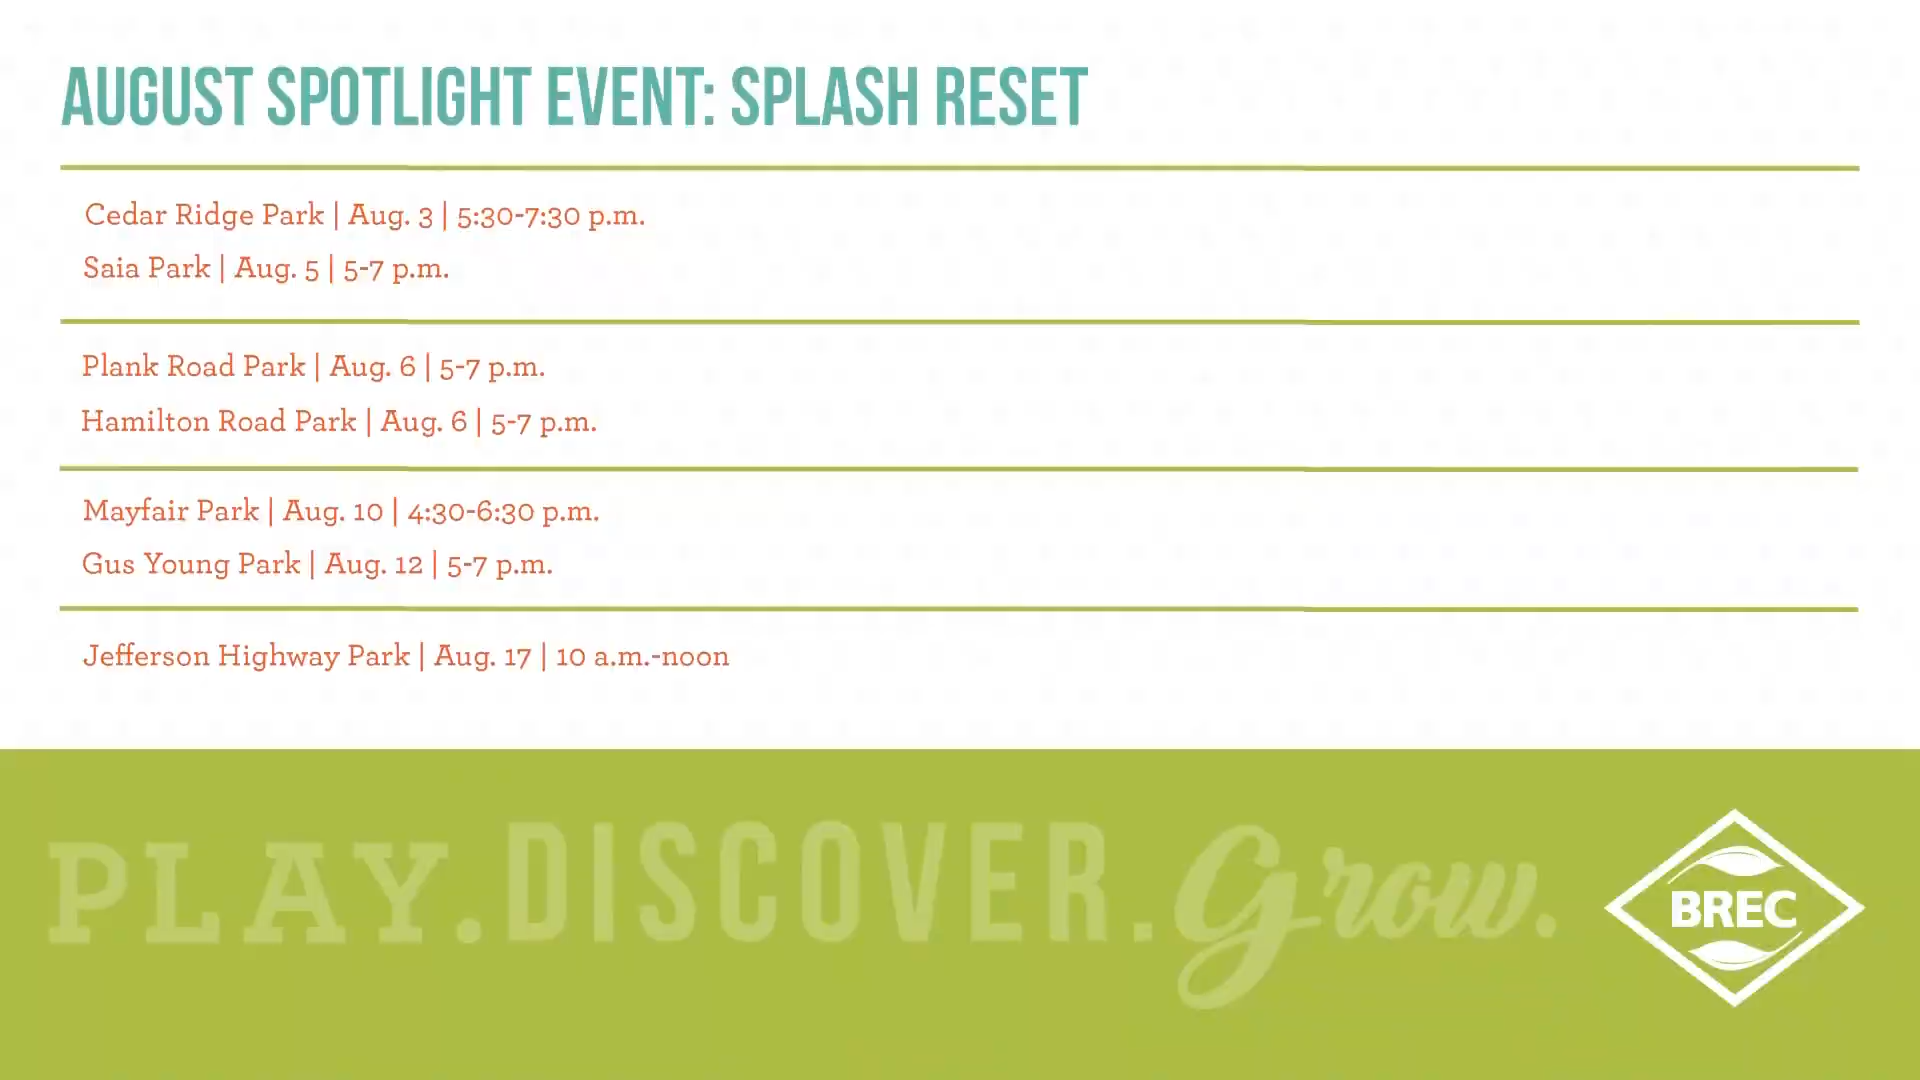 AUGUST SPOTLIGHT EVENT: SPLASH RESET
Cedar Ridge Park | Aug. 3 | 5:30-7:30 p.m.
Saia Park | Aug. 5 | 5-7 p.m.
Plank Road Park | Aug. 6 | 5-7 p.m.
Hamilton Road Park | Aug. 6 | 5-7 p.m.
Mayfair Park | Aug. 10 | 4:30-6:30 p.m.
Gus Young Park | Aug. 12 | 5-7 p.m.
Jefferson Highway Park | Aug. 17 | 10 a.m.-noon
PLAY. DISCOVER. Grow.
BREC